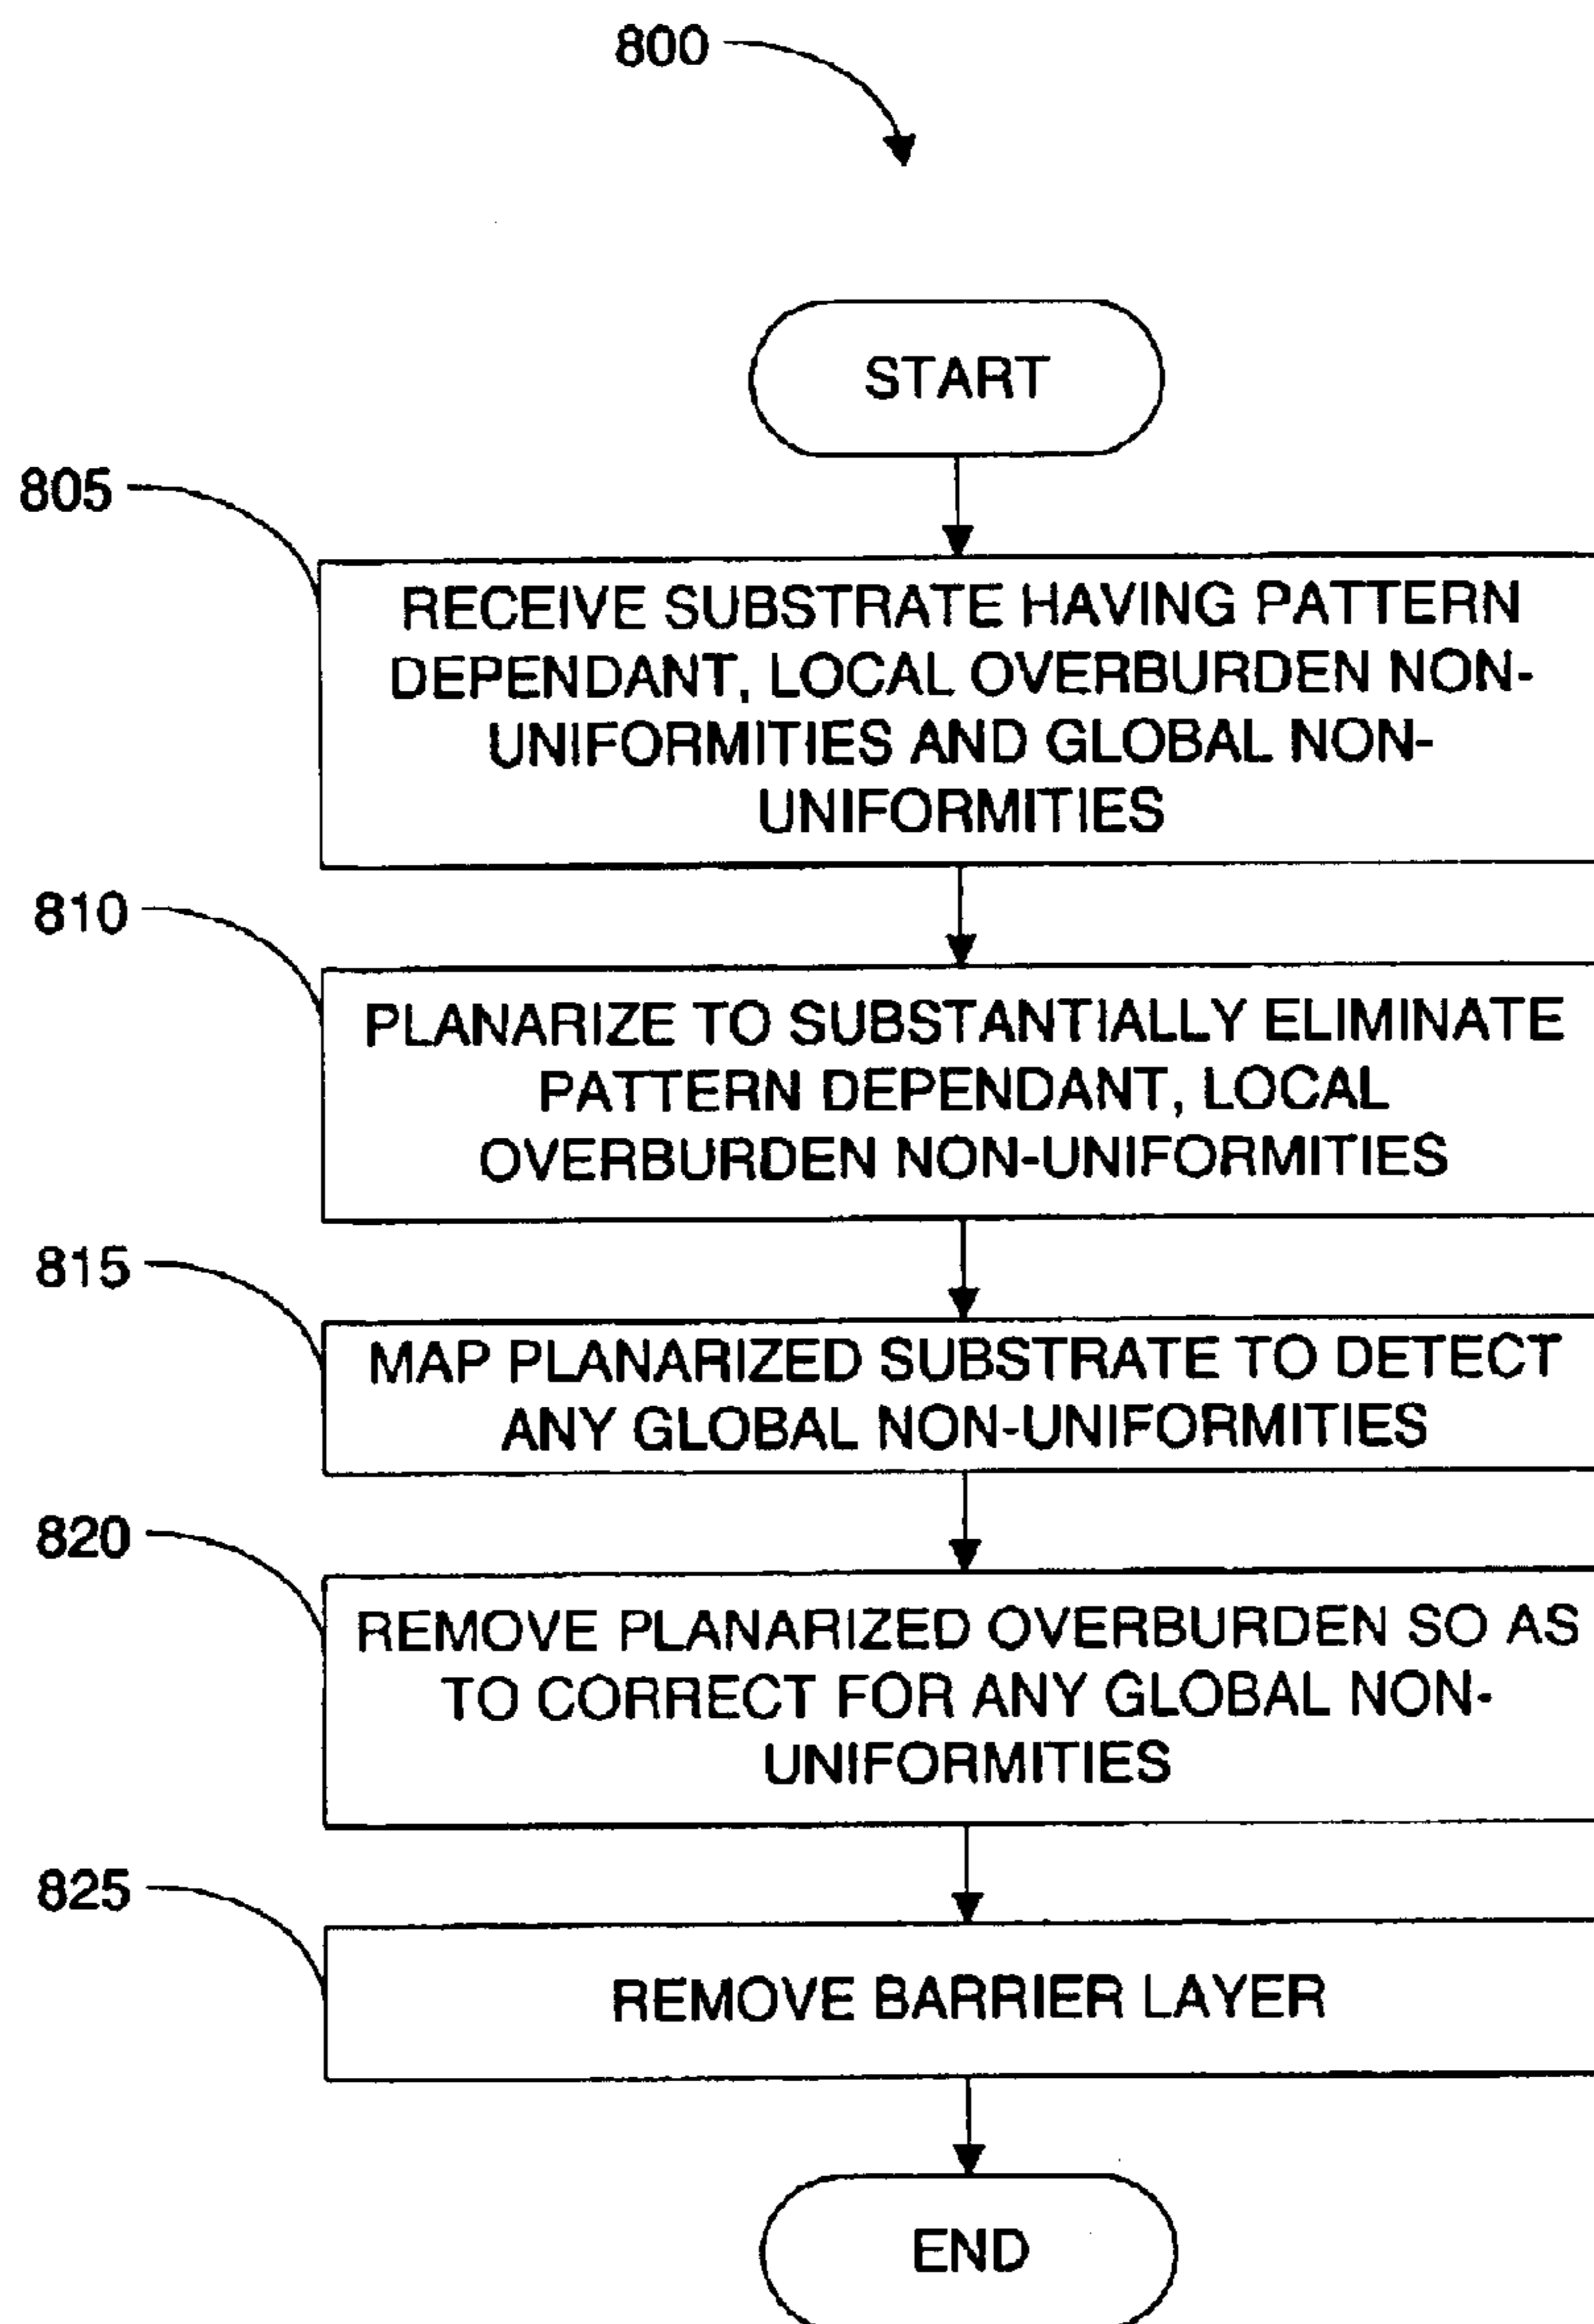 800
START
805
RECEIVE SUBSTRATE HAVING PATTERN
DEPENDANT, LOCAL OVERBURDEN NON-
UNIFORMITIES AND GLOBAL NON-
UNIFORMITIES
810
PLANARIZE TO SUBSTANTIALLY ELIMINATE
PATTERN DEPENDANT, LOCAL
OVERBURDEN NON-UNIFORMITIES
815
MAP PLANARIZED SUBSTRATE TO DETECT
ANY GLOBAL NON-UNIFORMITIES
820
REMOVE PLANARIZED OVERBURDEN SO AS
TO CORRECT FOR ANY GLOBAL NON-
UNIFORMITIES
825
REMOVE BARRIER LAYER
END